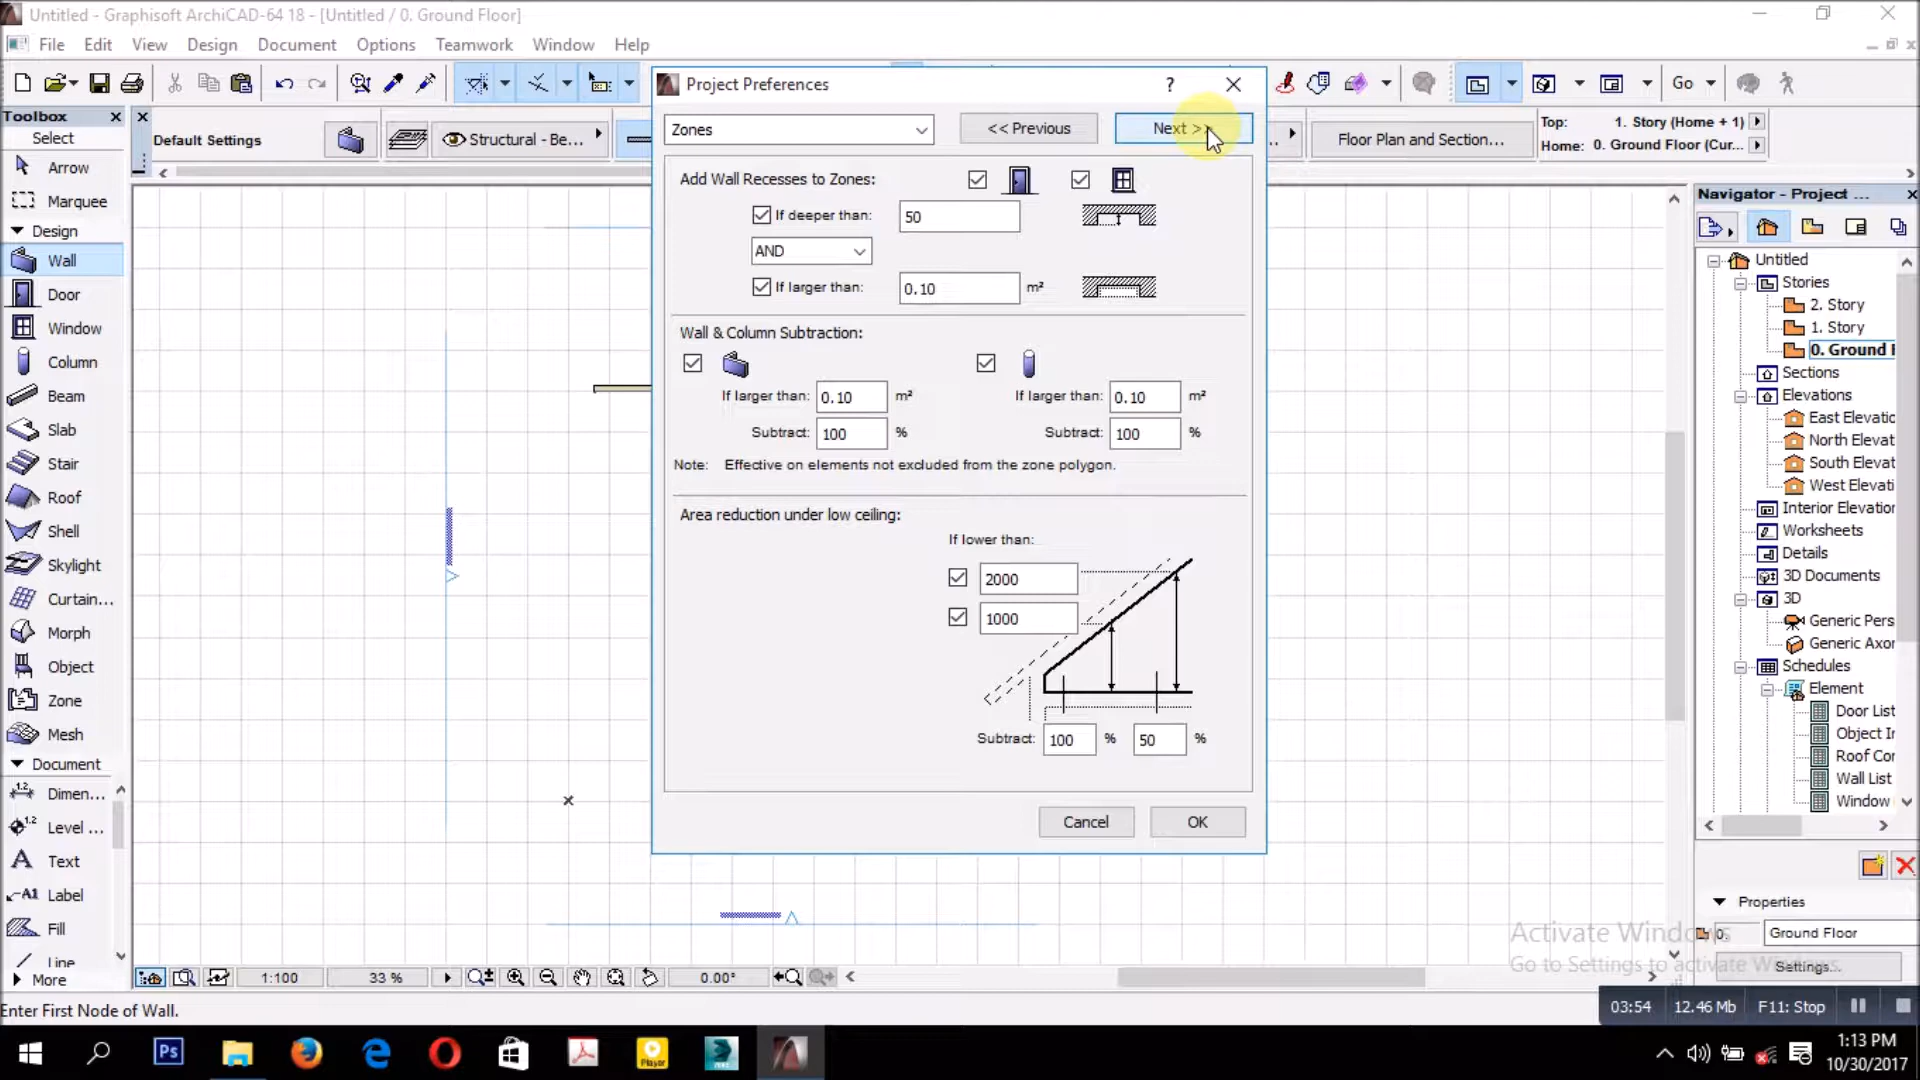 Untitled - Graphisoft ArchiCAD-64 18 - [Untitled / 0. Ground Floor]
File Edit View Design Document Options Teamwork Window Help
Go
Toolbox
Select
Arrow
Marquee
Design
Wall
Door
Window
Column
Beam
Slab
Stair
Roof
Shell
Skylight
Curtain...
Morph
Object
Zone
Mesh
Document
Dimen...
Level ...
Text
Label
Fill
Line
More
Default Settings
Structural - Be...
Floor Plan and Section...
Top: 1. Story (Home + 1)
Home: 0. Ground Floor (Cur...
Project Preferences
Zones
<< Previous
Next >
Add Wall Recesses to Zones:
If deeper than: 50
AND
If larger than: 0.10 m²
Wall & Column Subtraction:
If larger than: 0.10 m²
If larger than: 0.10 m²
Subtract: 100 %
Subtract: 100 %
Note: Effective on elements not excluded from the zone polygon.
Area reduction under low ceiling:
If lower than:
2000
1000
Subtract: 100 % 50 %
Cancel
OK
Navigator - Project ...
Untitled
Stories
2. Story
1. Story
0. Ground F
Sections
Elevations
East Elevatio
North Elevat
South Elevat
West Elevati
Interior Elevation
Worksheets
Details
3D Documents
3D
Generic Pers
Generic Axon
Schedules
Element
Door List
Object In
Roof Cor
Wall List
Window
Properties
0. Ground Floor
Settings...
Activate Windows
Go to Settings to activate Windows.
1:100
33 %
0.00°
Enter First Node of Wall.
03:54 12.46 Mb F11: Stop
Ps
Player
1:13 PM
10/30/2017